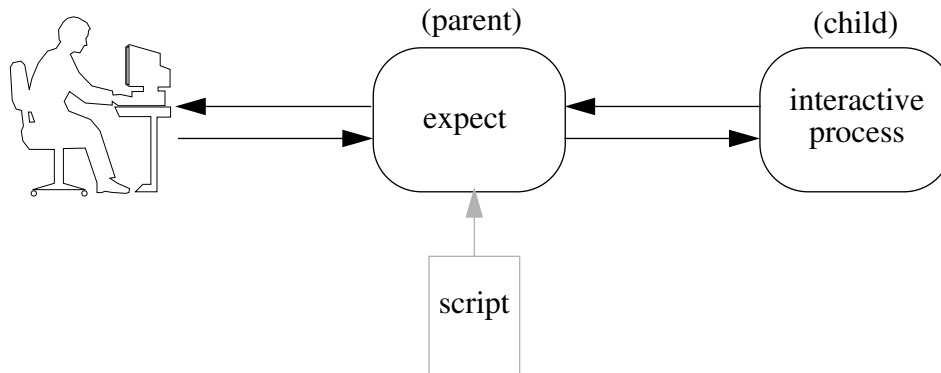 (parent)
(child)
expect
interactive
process
script